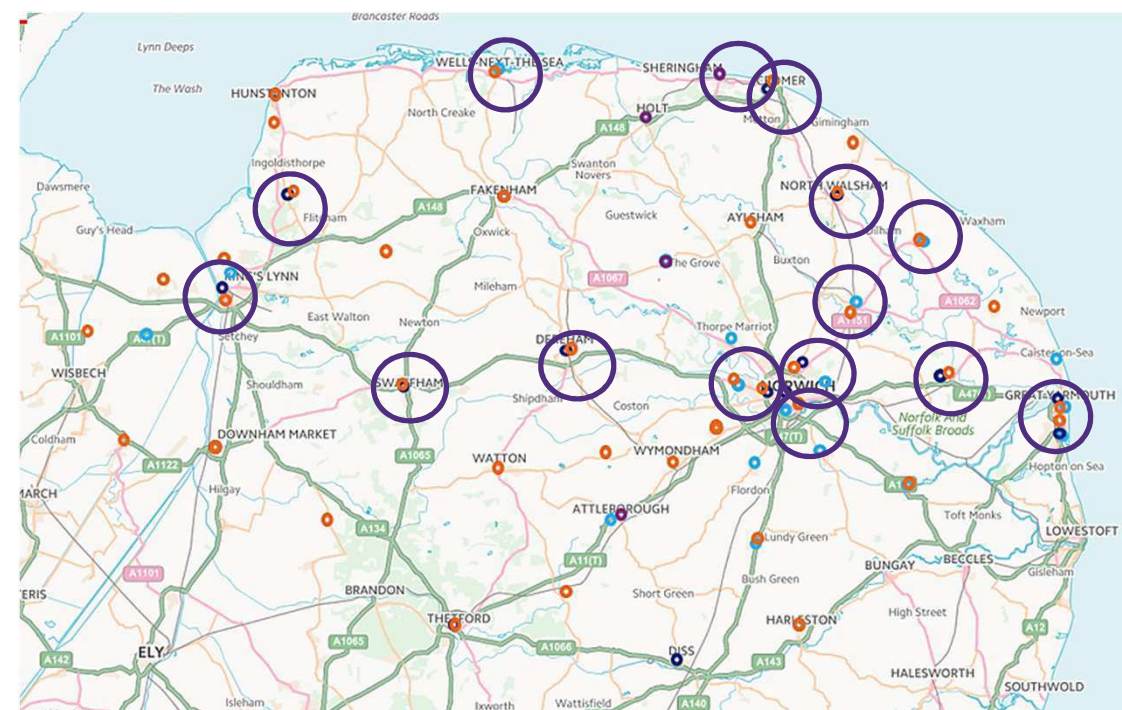 Brancaster Roads
Lynn Deeps
WELLS-NEXT-THE-SEA
SHERINGHAM
The Wash
HUNSTANTON
North Creake
HOLT
A148
Gimingham
Ingoldisthorpe
Swanton
Novers
Dawsmere
FAKENHAM
NORTH WALSHAM
A148
Guestwick
AYLSHAM
Waxham
Guy's Head
Flitcham
Oxwick
Dilham
Buxton
The Grove
KING'S LYNN
A1067
Mileham
A1062
Newport
East Walton
Newton
A1151
Thorpe Marriot
A1101
Setchey
DEREHAM
Caister-on-Sea
WISBECH
Shouldham
SWAFFHAM
NORWICH
Shipdham
Coston
GREAT YARMOUTH
Norfolk And
Suffolk Broads
Coldham
DOWNHAM MARKET
A1122
A1065
WATTON
WYMONDHAM
Hopton on Sea
MARCH
Hilgay
Flordon
A134
ATTLEBOROUGH
Toft Monks
Lundy Green
LOWESTOFT
A11(T)
A1101
Bush Green
BUNGAY
BECCLES
Gisleham
BRANDON
Short Green
High Street
THETFORD
HARLESTON
A12
A1065
A1066
ELY
A142
DISS
A143
HALESWORTH
SOUTHWOLD
Isleham
Ixworth
Wattisfield
A140